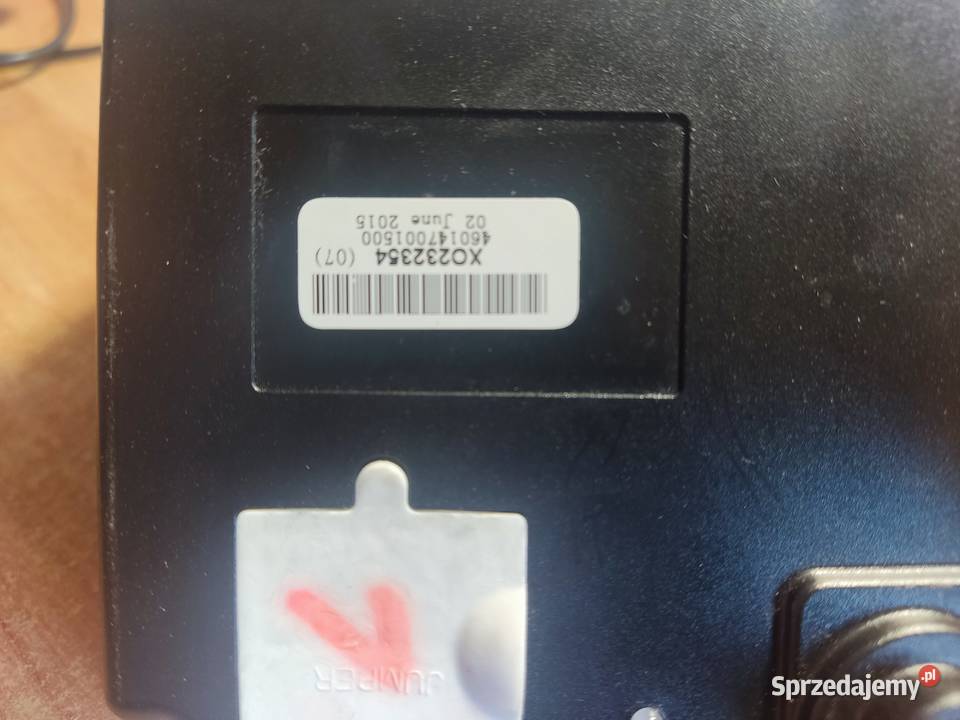 XO232354 (07)
460147001500
02 June 2015
JUMPER
Sprzedajemy.pl